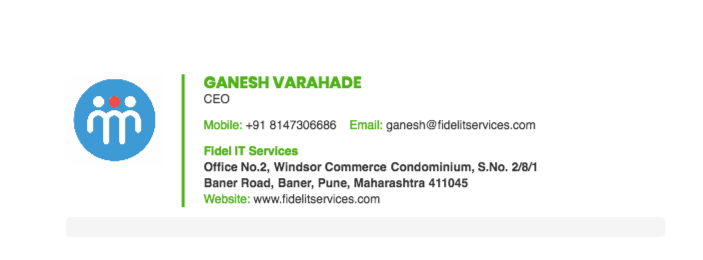 GANESH VARAHADE
CEO
Mobile: +91 8147306686 Email: ganesh@fidelitservices.com
Fidel IT Services
Office No.2, Windsor Commerce Condominium, S.No. 2/8/1
Baner Road, Baner, Pune, Maharashtra 411045
Website: www.fidelitservices.com